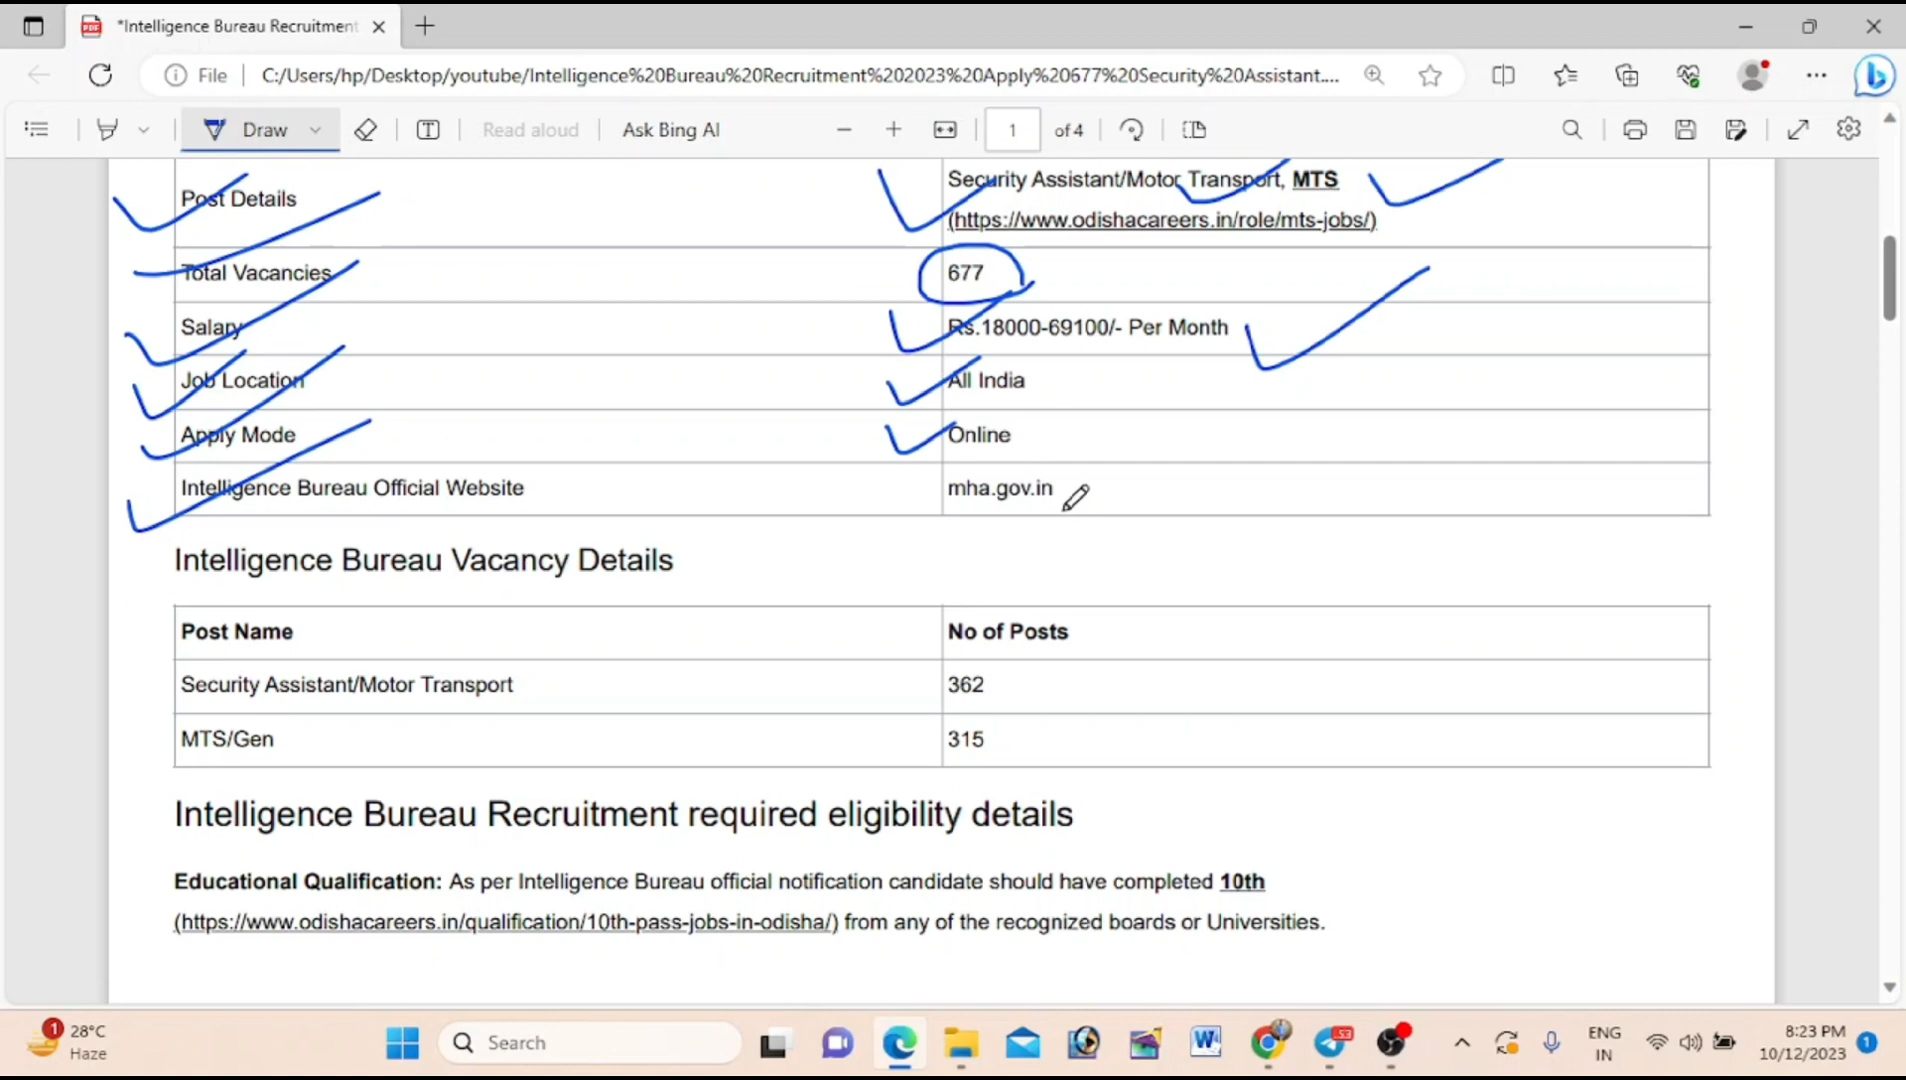 *Intelligence Bureau Recruitment
File
C:/Users/hp/Desktop/youtube/Intelligence%20Bureau%20Recruitment%202023%20Apply%20677%20Security%20Assistant....
Draw
Read aloud
Ask Bing AI
1
of 4
Post Details
Security Assistant/Motor Transport, MTS
(https://www.odishacareers.in/role/mts-jobs/)
Total Vacancies
677
Salary
Rs.18000-69100/- Per Month
Job Location
All India
Apply Mode
Online
Intelligence Bureau Official Website
mha.gov.in
Intelligence Bureau Vacancy Details
Post Name
No of Posts
Security Assistant/Motor Transport
362
MTS/Gen
315
Intelligence Bureau Recruitment required eligibility details
Educational Qualification: As per Intelligence Bureau official notification candidate should have completed 10th
(https://www.odishacareers.in/qualification/10th-pass-jobs-in-odisha/) from any of the recognized boards or Universities.
1
28°C
Haze
Search
53
ENG
IN
8:23 PM
10/12/2023
1